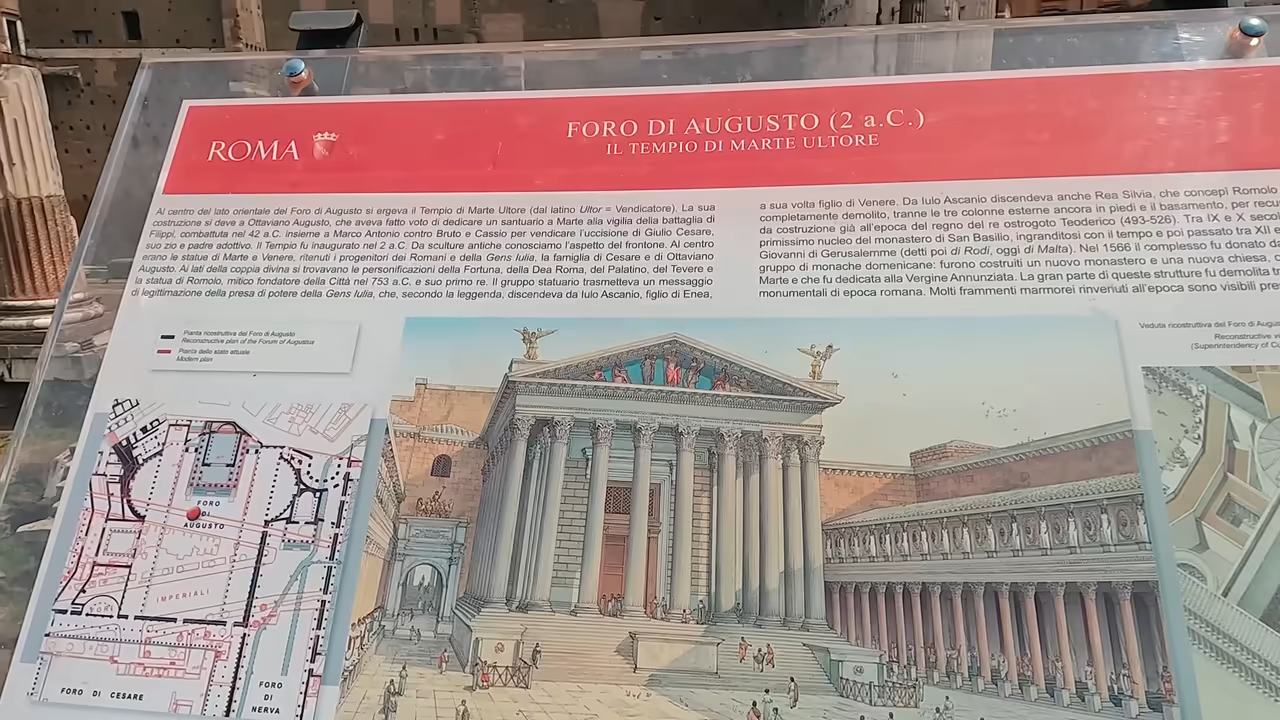 ROMA
FORO DI AUGUSTO (2 a.C.)
IL TEMPIO DI MARTE ULTORE
Al centro del lato orientale del Foro di Augusto si ergeva il Tempio di Marte Ultore (dal latino Ultor = Vendicatore). La sua
costruzione si deve a Ottaviano Augusto, che aveva fatto voto di dedicare un santuario a Marte alla vigilia della battaglia di
Filippi, combattuta nel 42 a.C. insieme a Marco Antonio contro Bruto e Cassio per vendicare l'uccisione di Giulio Cesare,
suo zio e padre adottivo. Il Tempio fu inaugurato nel 2 a.C. Da sculture antiche conosciamo l'aspetto del frontone. Al centro
erano le statue di Marte e Venere, ritenuti i progenitori dei Romani e della Gens Iulia, la famiglia di Cesare e di Ottaviano
Augusto. Ai lati della coppia divina si trovavano le personificazioni della Fortuna, della Dea Roma, del Palatino, del Tevere e
la statua di Romolo, mitico fondatore della Città nel 753 a.C. e suo primo re. Il gruppo statuario trasmetteva un messaggio
di legittimazione della presa di potere della Gens Iulia, che, secondo la leggenda, discendeva da Iulo Ascanio, figlio di Enea,
a sua volta figlio di Venere. Da Iulo Ascanio discendeva anche Rea Silvia, che concepì Romolo
completamente demolito, tranne le tre colonne esterne ancora in piedi e il basamento, per recu
da costruzione già all'epoca del regno del re ostrogoto Teoderico (493-526). Tra IX e X seco
primissimo nucleo del monastero di San Basilio, ingranditosi con il tempo e poi passato tra XII e
Giovanni di Gerusalemme (detti poi di Rodi, oggi di Malta). Nel 1566 il complesso fu donato da
gruppo di monache domenicane: furono costruiti un nuovo monastero e una nuova chiesa, c
Marte e che fu dedicata alla Vergine Annunziata. La gran parte di queste strutture fu demolita tr
monumentali di epoca romana. Molti frammenti marmorei rinvenuti all'epoca sono visibili pre
Pianta ricostruttiva del Foro di Augusto
Reconstructive plan of the Forum of Augustus
Pianta dello stato attuale
Modern plan
Veduta ricostruttiva del Foro di Augus
Reconstructive vi
(Superintendency of Cu
FORO
DI
AUGUSTO
FORI
IMPERIALI
FORO DI CESARE
FORO
DI
NERVA